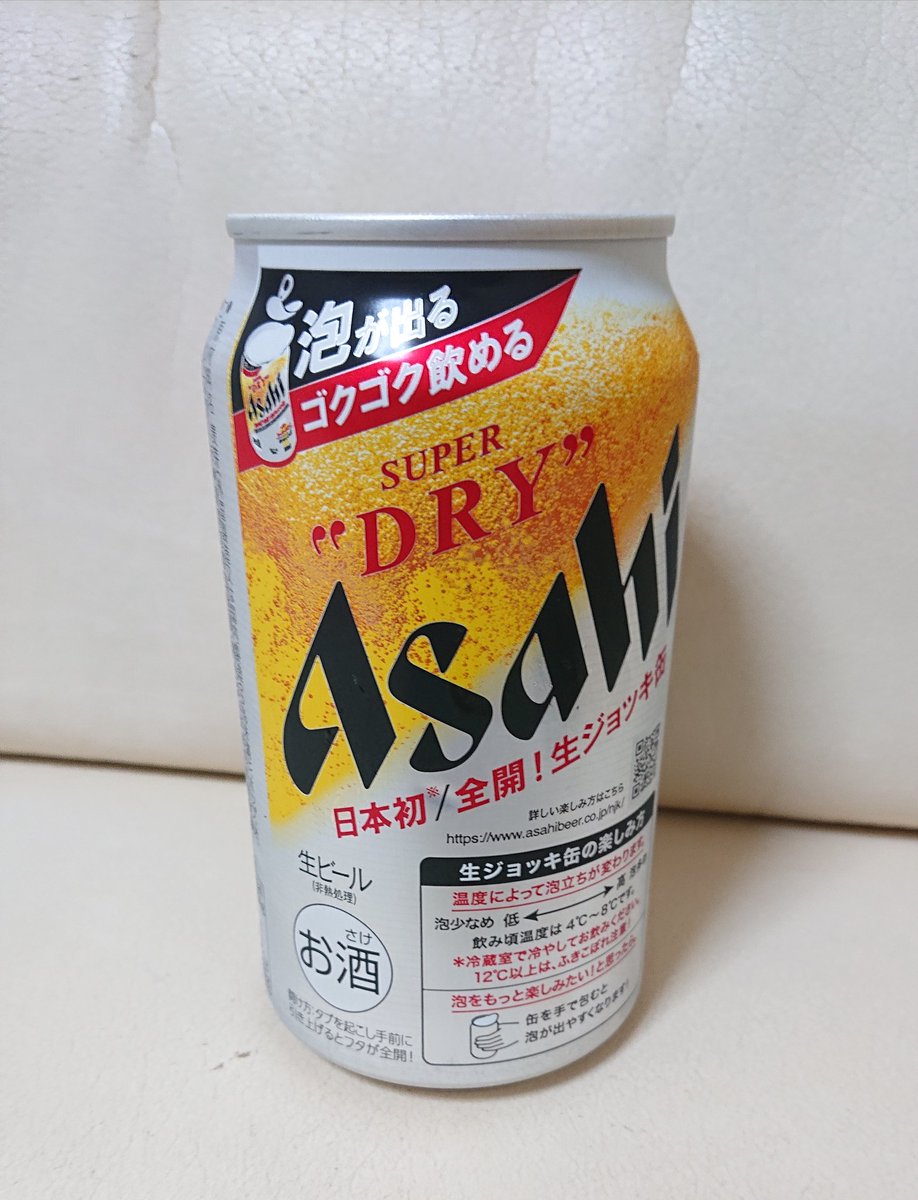 泡が出る
ゴクゴク飲める
Asahi
SUPER
"DRY"
Asahi
日本初※/全開!生ジョッキ缶
詳しい楽しみ方はこちら
https://www.asahibeer.co.jp/njk/
生ビール
(非熱処理)
さけ
お酒
開け方:タブを起こし手前に
引き上げるとフタが全開!
生ジョッキ缶の楽しみ方
温度によって泡立ちが変わります。
泡少なめ 低 高
飲み頃温度は4℃~8℃です。
*冷蔵室で冷やしてお飲みください。
12℃以上は、ふきこぼれ注意!
泡をもっと楽しみたい!と思ったら
缶を手で包むと
泡が出やすくなります!